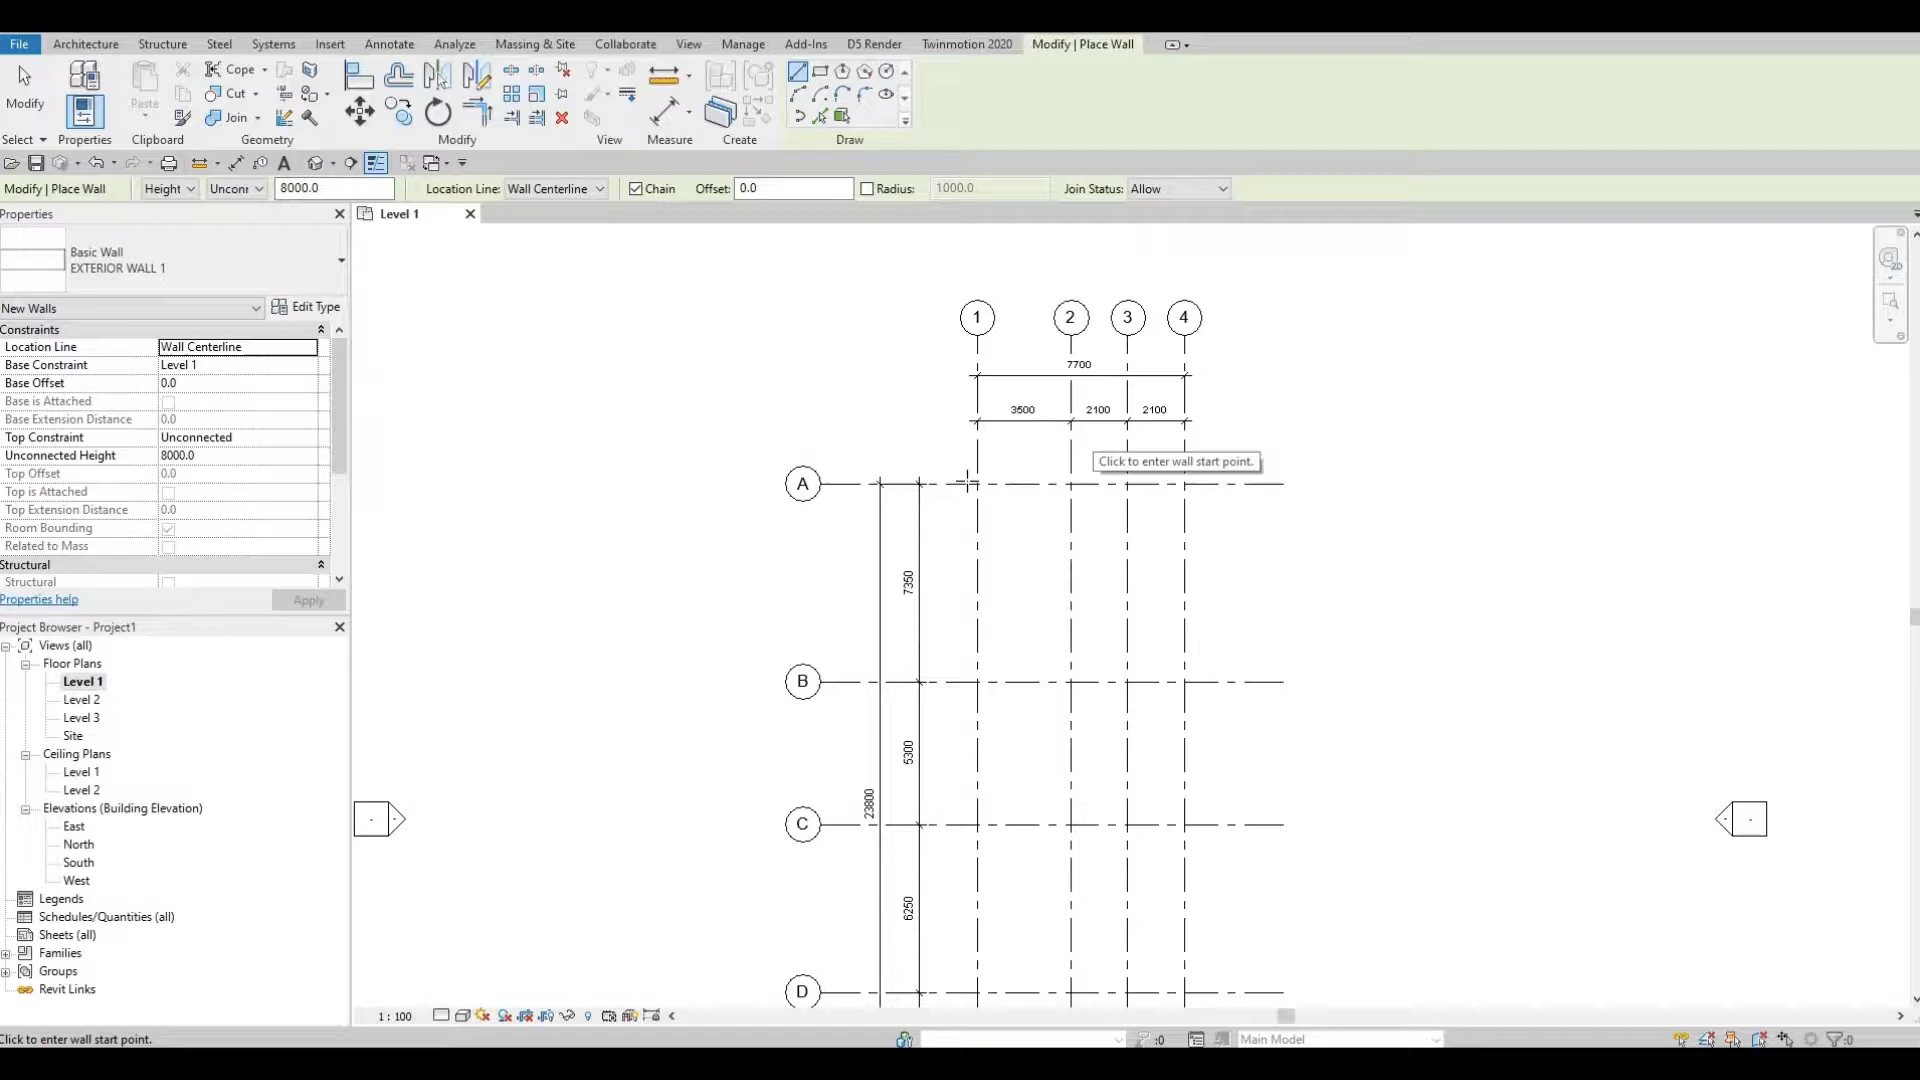 File Architecture Structure Steel Systems Insert Annotate Analyze Massing & Site Collaborate View Manage Add-Ins D5 Render Twinmotion 2020 Modify | Place Wall
Modify
Paste
Cope
Cut
Join
Select Properties Clipboard Geometry Modify View Measure Create Draw
Modify | Place Wall Height 8000.0 Location Line: Wall Centerline Chain Offset: 0.0 Radius: 1000.0 Join Status: Allow
Properties
Level 1
Basic Wall
EXTERIOR WALL 1
New Walls Edit Type
Constraints
Location Line Wall Centerline
Base Constraint Level 1
Base Offset 0.0
Base is Attached
Base Extension Distance 0.0
Top Constraint Unconnected
Unconnected Height 8000.0
Top Offset 0.0
Top is Attached
Top Extension Distance 0.0
Room Bounding
Related to Mass
Structural
Structural
Properties help Apply
Project Browser - Project1
Views (all)
Floor Plans
Level 1
Level 2
Level 3
Site
Ceiling Plans
Level 1
Level 2
Elevations (Building Elevation)
East
North
South
West
Legends
Schedules/Quantities (all)
Sheets (all)
Families
Groups
Revit Links
1 2 3 4
7700
3500 2100 2100
Click to enter wall start point.
A
7350
B
5300
23800
C
6250
D
2D
1 : 100
Click to enter wall start point.
:0
Main Model
:0